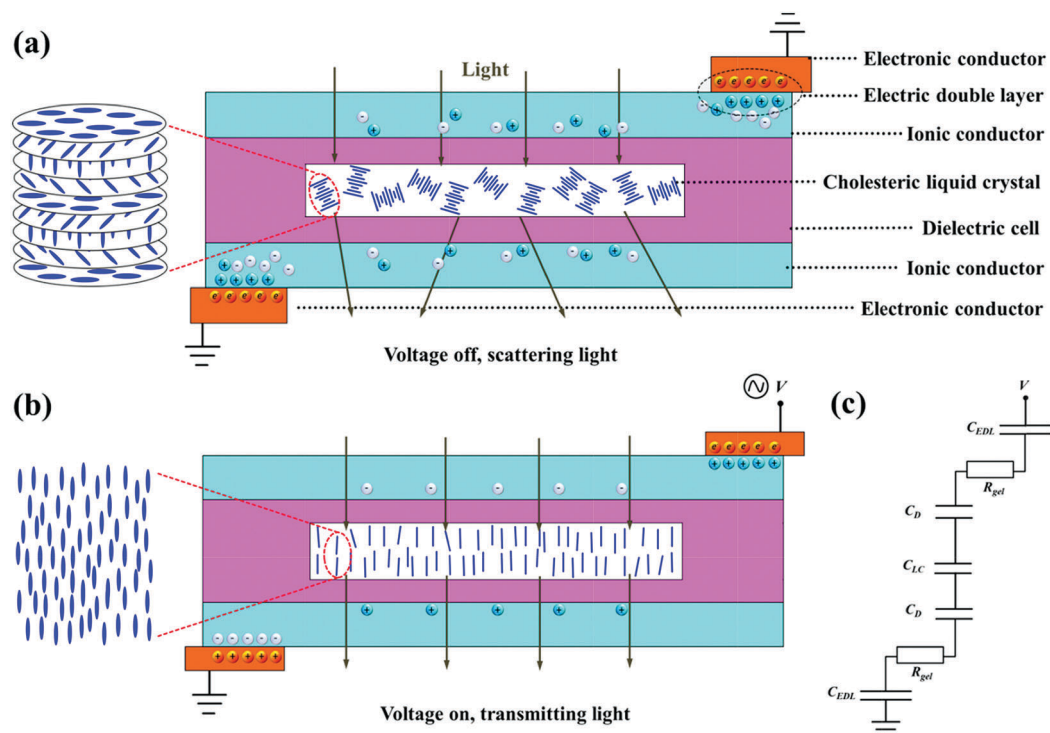 (a)
Light
Electronic conductor
Electric double layer
Ionic conductor
Cholesteric liquid crystal
Dielectric cell
Ionic conductor
Electronic conductor
Voltage off, scattering light
e e e e e
+ + + +
- - - -
- + - + - + - +
- + - + - + - +
- - - - -
+ + + +
e e e e e
(b)
V
e e e e e
+ + + + +
- - - - -
+ + + + +
- - - - -
+ + + + +
Voltage on, transmitting light
(c)
V
C_EDL
R_gel
C_D
C_LC
C_D
R_gel
C_EDL